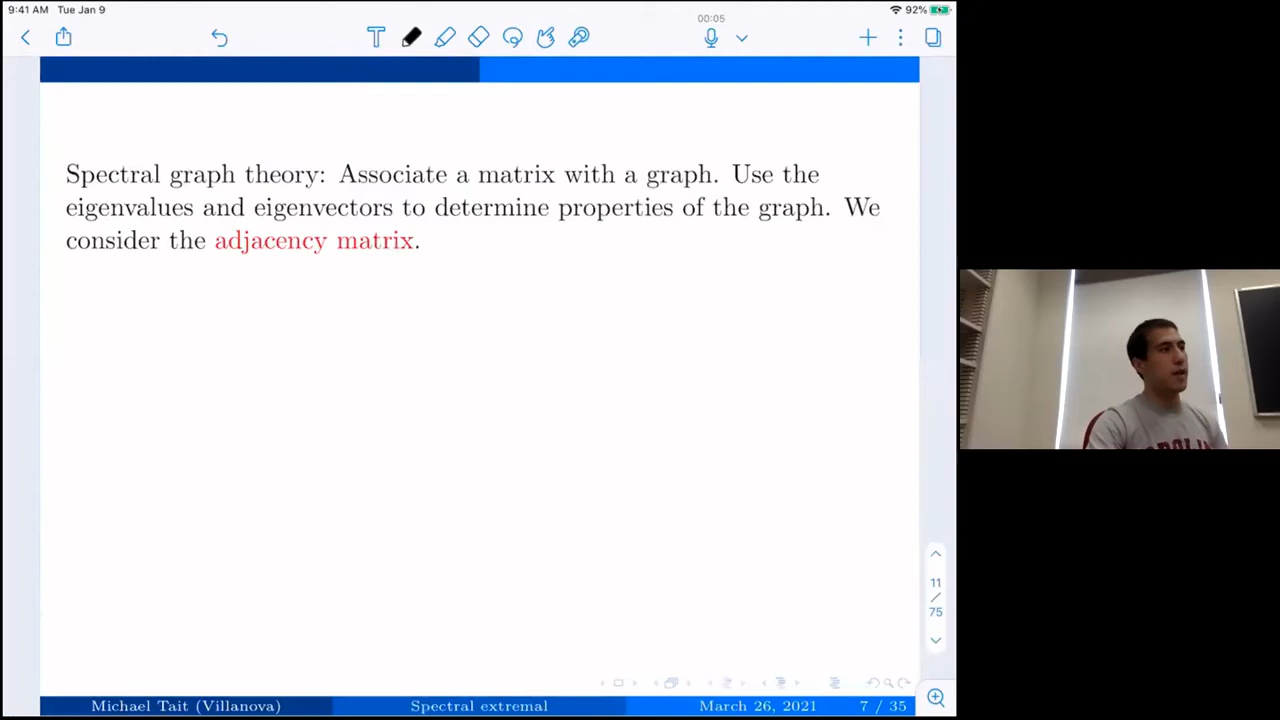 9:41 AM Tue Jan 9
92%
00:05
Spectral graph theory: Associate a matrix with a graph. Use the
eigenvalues and eigenvectors to determine properties of the graph. We
consider the adjacency matrix.
11
/
75
Michael Tait (Villanova)
Spectral extremal
March 26, 2021
7 / 35